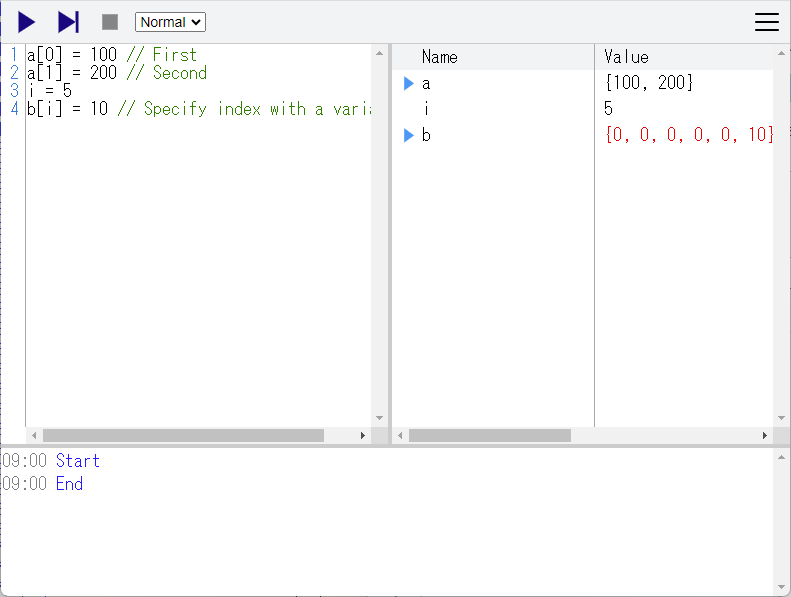 Normal
1 a[0] = 100 // First
2 a[1] = 200 // Second
3 i = 5
4 b[i] = 10 // Specify index with a
Name Value
a {100, 200}
i 5
b {0, 0, 0, 0, 0, 10}
09:00 Start
09:00 End